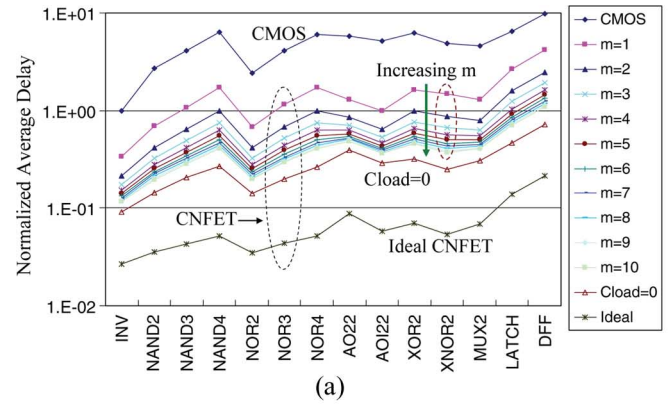 (a)
Normalized Average Delay
1.E+01
1.E+00
1.E-01
1.E-02
CMOS
Increasing m
Cload=0
CNFET
Ideal CNFET
INV
NAND2
NAND3
NAND4
NOR2
NOR3
NOR4
AO22
AOI22
XOR2
XNOR2
MUX2
LATCH
DFF
CMOS
m=1
m=2
m=3
m=4
m=5
m=6
m=7
m=8
m=9
m=10
Cload=0
Ideal